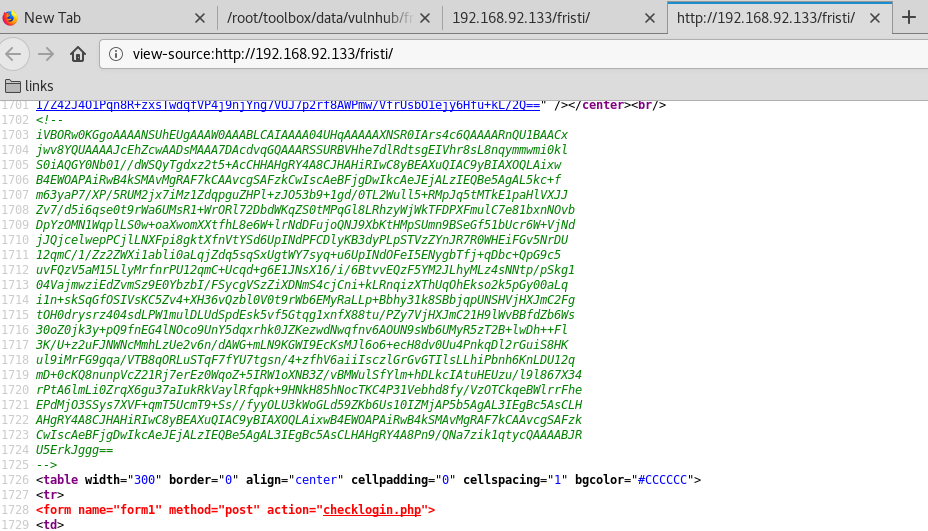 New Tab
/root/toolbox/data/vulnhub/fr
192.168.92.133/fristi/
http://192.168.92.133/fristi/
view-source:http://192.168.92.133/fristi/
links
1701 I/Z42J4O1Pqn8R+zxsTwdqfVP4j9njYng7VUJ7p2rf8AWPmw/VfrUsbO1ejy6Hfu+kL/2Q==" /></center><br/>
1702 <!--
1703 iVBORw0KGgoAAAANSUhEUgAAAW0AAABLCAIAAAA04UHqAAAAAXNSR0IArs4c6QAAAARnQU1BAACx
1704 jwv8YQUAAAAJcEhZcwAADsMAAA7DAcdvqGQAAARSSURBVHhe7dlRdtsgEIVhr8sL8nqymmwmi0kl
1705 S0iAQGY0Nb01//dWSQyTgdxz2t5+AcCHHAHgRY4A8CJHAHiRIwC8yBEAXuQIAC9yBIAXOQLAixw
1706 B4EWOAPAiRwB4kSMAvMgRAF7kCAAvcgSAFzkCwIscAeBFjgDwIkcAeJEjALzIEQBe5AgAL5kc+f
1707 m63yaP7/XP/5RUM2jx7iMz1ZdqpguZHPl+zJO53b9+1gd/0TL2Wull5+RMpJq5tMTkE1paHlVXJJ
1708 Zv7/d5i6qse0t9rWa6UMsR1+WrORl72DbdWKqZS0tMPqGl8LRhzyWjWkTFDPXFmulC7e81bxnNOvb
1709 DpYzOMN1WqplLS0w+oaXwomXXtfhL8e6W+lrNdDFujoQNJ9XbKtHMpSUmn9BSeGf51bUcr6W+VjNd
1710 jJQjcelwepPCjlLNXFpi8gktXfnVtYSd6UpINdPFCDlyKB3dyPLpSTVzZYnJR7R0WHEiFGv5NrDU
1711 12qmC/1/Zz2ZWXi1abli0aLqjZdq5sqSxUgtWY7syq+u6UpINdOFeI5ENygbTfj+qDbc+QpG9c5
1712 uvFQzV5aM15LlyMrfnrPU12qmC+Ucqd+g6E1JNsX16/i/6BtvvEQzF5YM2JLhyMLz4sNNtp/pSkg1
1713 04VajmwziEdZvmSz9E0YbzbI/FSycgVSzZiXDNmS4cjCni+kLRnqizXThUqOhEkso2k5pGY00aLq
1714 i1n+skSqGfOSIVsKC5Zv4+XH36vQzbl0V0t9rWb6EMyRaLLp+Bbhy31k8SBbjqpUNSHVjHXJmC2Fg
1715 tOH0drysrz404sdLPW1mulDLUdSpdEsk5vf5Gtqg1xnfX88tu/PZy7VjHXJmC21H9lWvBBfdZb6Ws
1716 30oZ0jk3y+pQ9fnEG4lNOco9UnY5dqxrhk0JZKezwdNwqfnv6AOUN9sWb6UMyR5zT2B+lwDh++Fl
1717 3K/U+z2uFJNWNcMmhLzUe2v6n/dAWG+mLN9KGWI9EcKsMJl6o6+ecH8dv0Uu4PnkqDl2rGuiS8HK
1718 ul9iMrFG9gqa/VTB8qORLuSTqF7fYU7tgsn/4+zfhV6aiiIsczlGrGvGTIlsLLhiPbnh6KnLDU12q
1719 mD+0cKQ8nunpVcZ21Rj7erEz0WqoZ+5IRW1oXNB3Z/vBMWulSfYlm+hDLkcIAtuHEUzu/l9l867X34
1720 rPtA6lmLi0ZrqX6gu37aIukRkVaylRfqpk+9HNkH85hNocTKC4P31Vebhd8fy/VzOTCkqeBWlrrFhe
1721 EPdMjO3SSys7XVF+qmT5UcmT9+Ss//fyyOLU3kWoGLd59ZKb6Us10IZMjAP5b5AgAL3IEgBc5AsCLH
1722 AHgRY4A8CJHAHiRIwC8yBEAXuQIAC9yBIAXOQLAixwB4EWOAPAiRwB4kSMAvMgRAF7kCAAvcgSAFzk
1723 CwIscAeBFjgDwIkcAeJEjALzIEQBe5AgAL3IEgBc5AsCLHAHgRY4A8Pn9/QNa7zik1qtycQAAAABJR
1724 U5ErkJggg==
1725 -->
1726 <table width="300" border="0" align="center" cellpadding="0" cellspacing="1" bgcolor="#CCCCCC">
1727 <tr>
1728 <form name="form1" method="post" action="checklogin.php">
1729 <td>